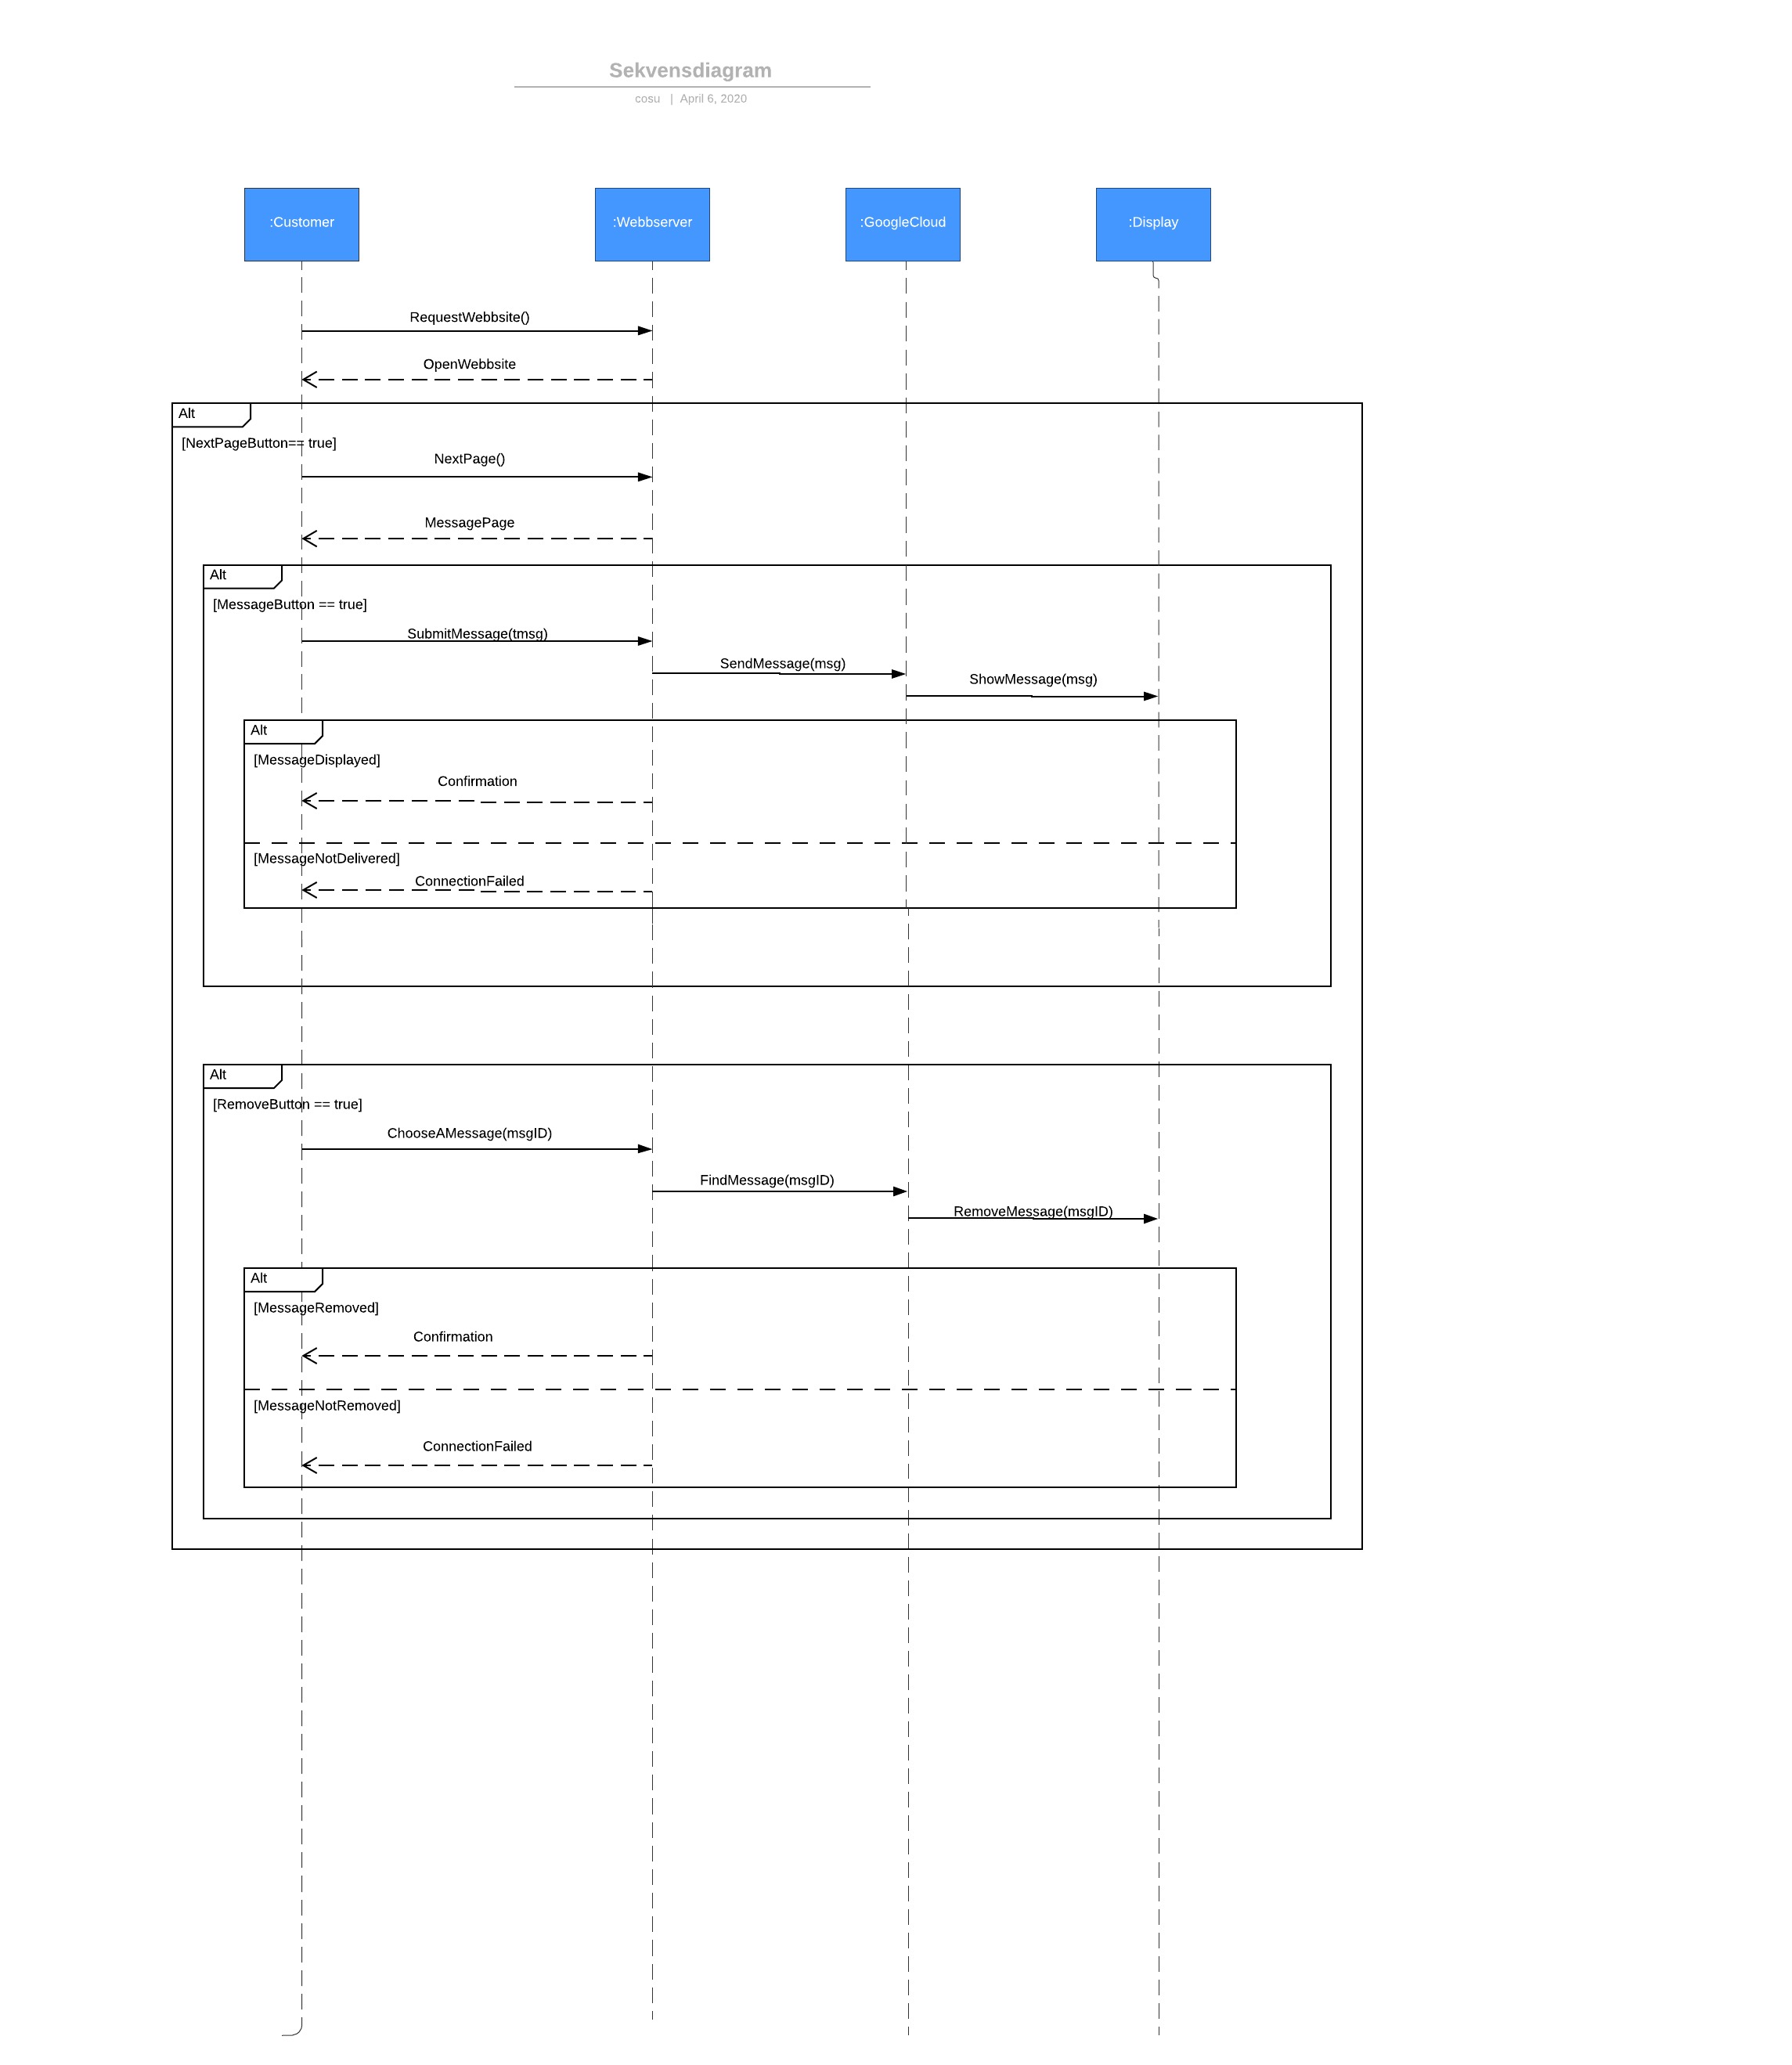 Sekvensdiagram
cosu | April 6, 2020
:Customer
:Webbserver
:GoogleCloud
:Display
RequestWebbsite()
OpenWebbsite
Alt
[NextPageButton== true]
NextPage()
MessagePage
Alt
[MessageButton == true]
SubmitMessage(tmsg)
SendMessage(msg)
ShowMessage(msg)
Alt
[MessageDisplayed]
Confirmation
[MessageNotDelivered]
ConnectionFailed
Alt
[RemoveButton == true]
ChooseAMessage(msgID)
FindMessage(msgID)
RemoveMessage(msgID)
Alt
[MessageRemoved]
Confirmation
[MessageNotRemoved]
ConnectionFailed